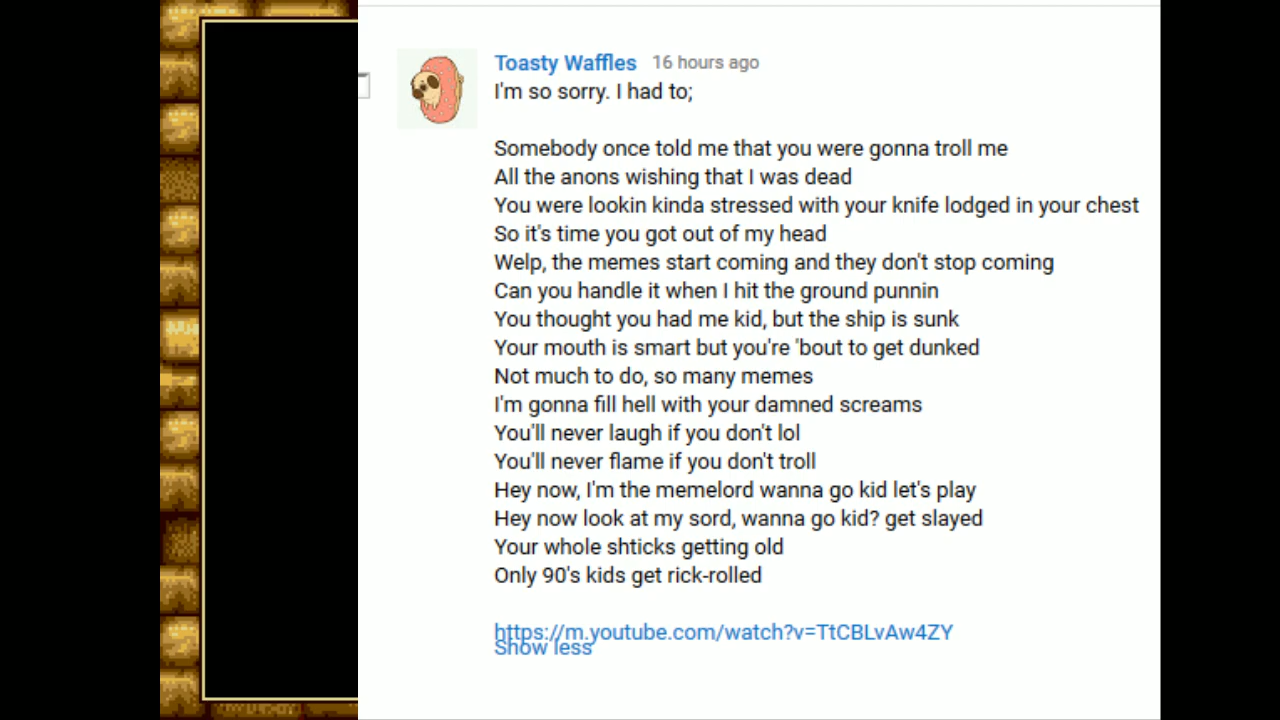 Toasty Waffles 16 hours ago
I'm so sorry. I had to;
Somebody once told me that you were gonna troll me
All the anons wishing that I was dead
You were lookin kinda stressed with your knife lodged in your chest
So it's time you got out of my head
Welp, the memes start coming and they don't stop coming
Can you handle it when I hit the ground punnin
You thought you had me kid, but the ship is sunk
Your mouth is smart but you're 'bout to get dunked
Not much to do, so many memes
I'm gonna fill hell with your damned screams
You'll never laugh if you don't lol
You'll never flame if you don't troll
Hey now, I'm the memelord wanna go kid let's play
Hey now look at my sord, wanna go kid? get slayed
Your whole shticks getting old
Only 90's kids get rick-rolled
https://m.youtube.com/watch?v=TtCBLvAw4ZY
Show less